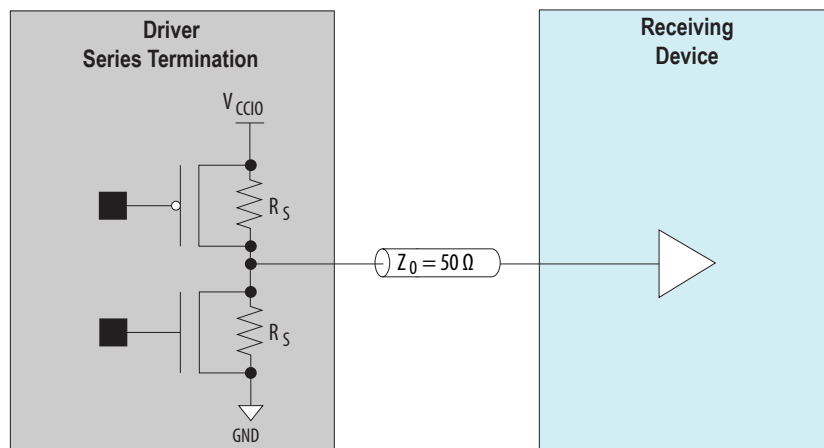 Driver
Series Termination
Receiving
Device
V CCIO
R S
Z 0 = 50 Ω
R S
GND